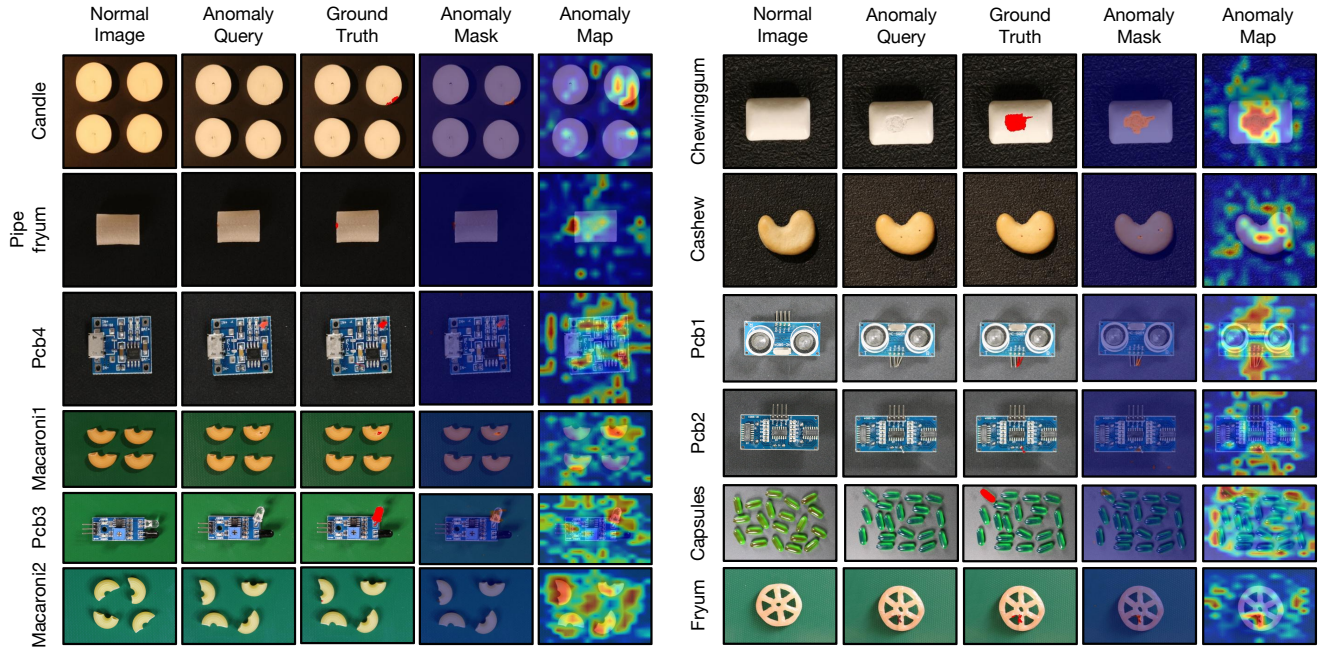 Normal Image
Anomaly Query
Ground Truth
Anomaly Mask
Anomaly Map
Candle
Pipe fryum
Pcb4
Macaroni1
Pcb3
Macaroni2
Normal Image
Anomaly Query
Ground Truth
Anomaly Mask
Anomaly Map
Chewinggum
Cashew
Pcb1
Pcb2
Capsules
Fryum